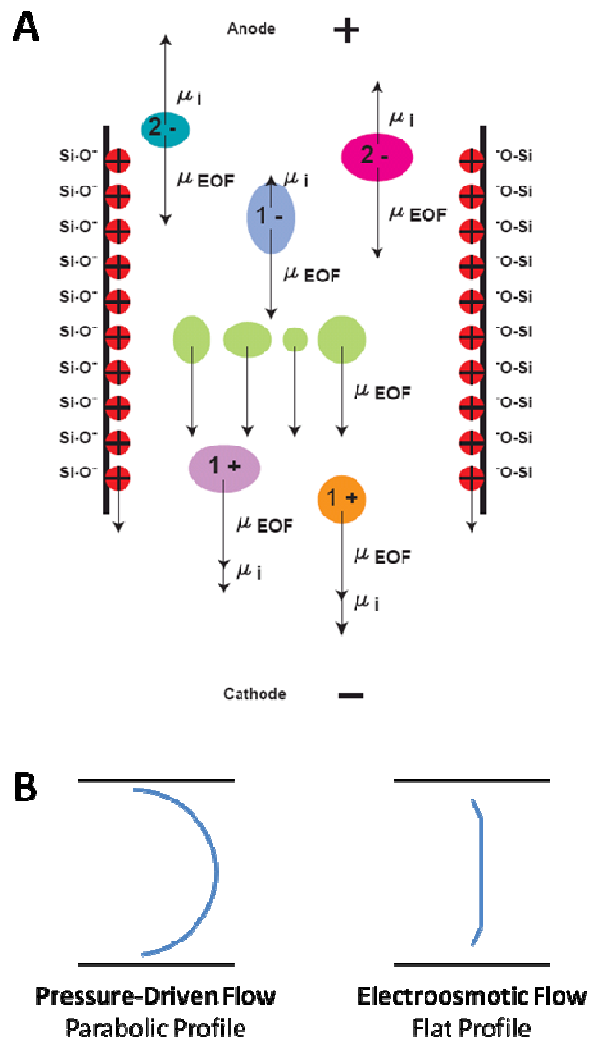 A
Anode +
μ i
2 -
μ EOF
μ i
2 -
μ EOF
μ i
1 -
μ EOF
Si·O⁻ ⁻O-Si
Si·O⁻ ⁻O-Si
Si·O⁻ ⁻O-Si
Si·O⁻ ⁻O-Si
Si·O⁻ ⁻O-Si
Si·O⁻ ⁻O-Si
Si·O⁻ ⁻O-Si
Si·O⁻ ⁻O-Si
Si·O⁻ ⁻O-Si
Si·O⁻ ⁻O-Si
μ EOF
1 +
1 +
μ EOF
μ EOF
μ i
μ i
Cathode −
B
Pressure-Driven Flow
Parabolic Profile
Electroosmotic Flow
Flat Profile